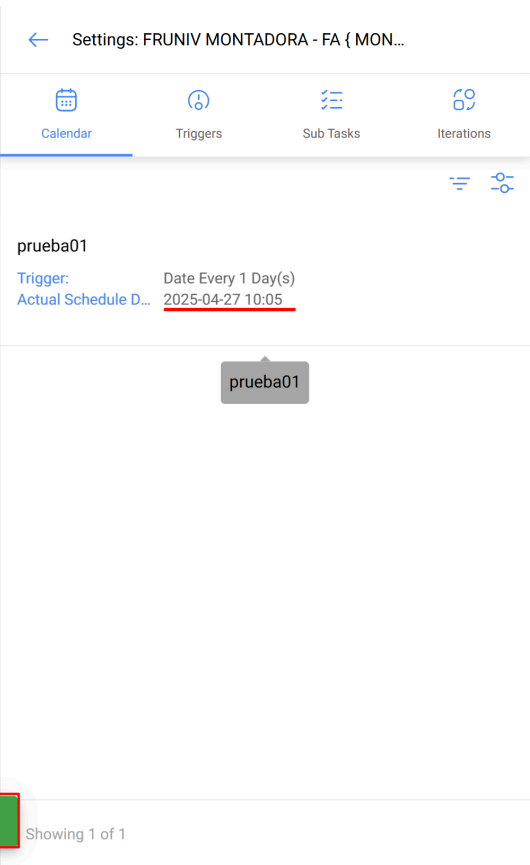 Settings: FRUNIV MONTADORA - FA { MON...
Calendar
Triggers
Sub Tasks
Iterations
prueba01
Trigger: Date Every 1 Day(s)
Actual Schedule D... 2025-04-27 10:05
prueba01
Showing 1 of 1